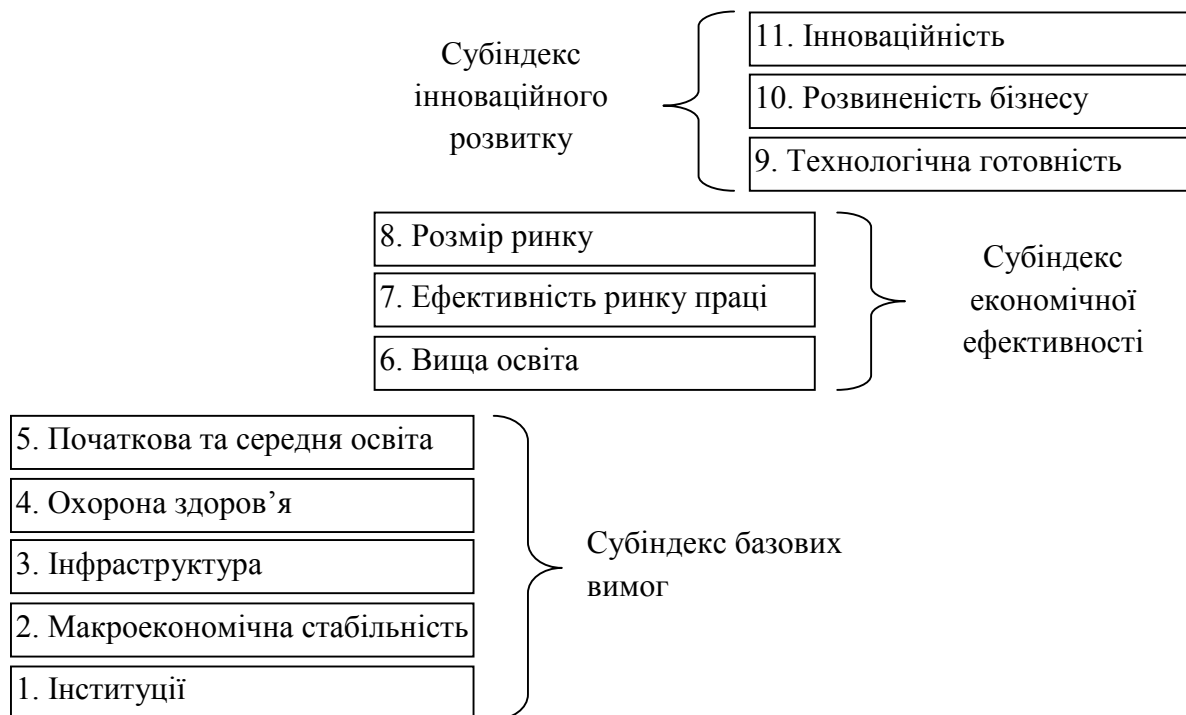 Субіндекс
інноваційного
розвитку
11. Інноваційність
10. Розвиненість бізнесу
9. Технологічна готовність
8. Розмір ринку
7. Ефективність ринку праці
6. Вища освіта
Субіндекс
економічної
ефективності
5. Початкова та середня освіта
4. Охорона здоров’я
3. Інфраструктура
2. Макроекономічна стабільність
1. Інституції
Субіндекс базових
вимог